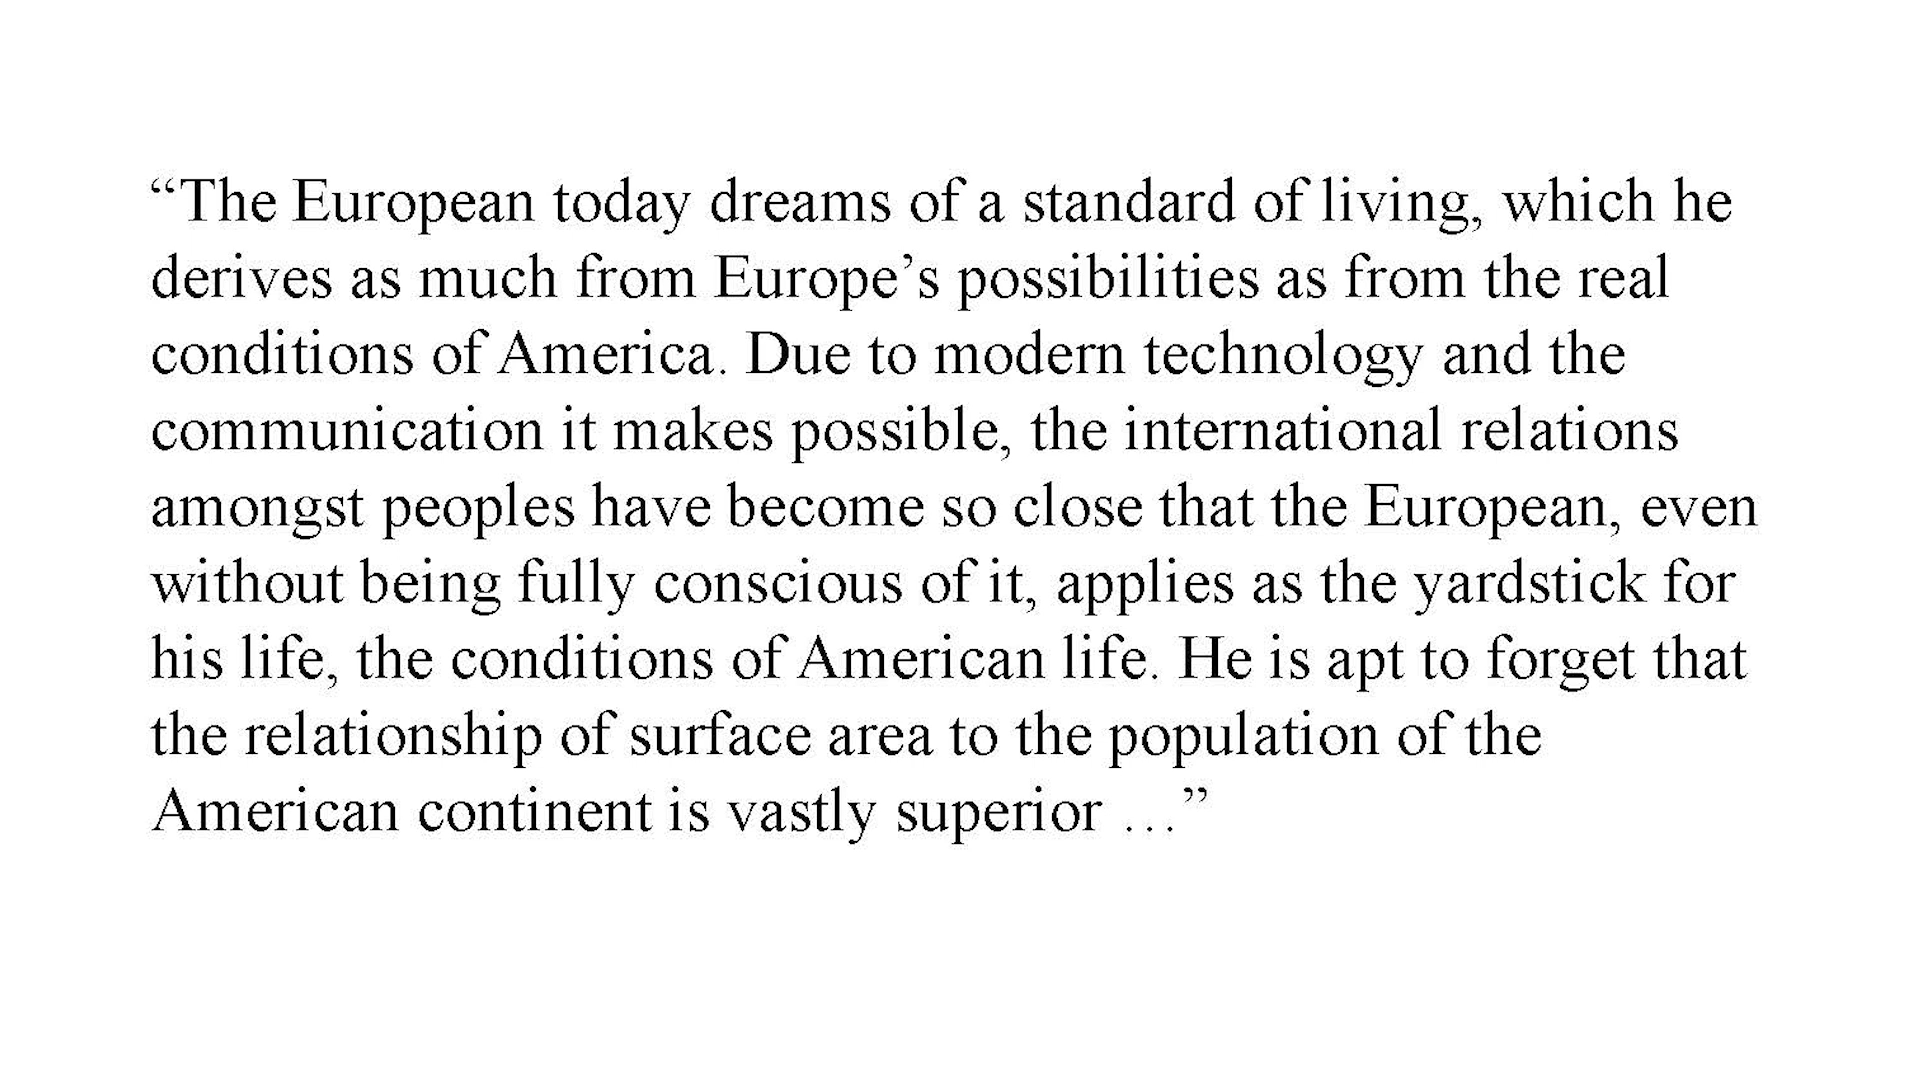 “The European today dreams of a standard of living, which he
derives as much from Europe’s possibilities as from the real
conditions of America. Due to modern technology and the
communication it makes possible, the international relations
amongst peoples have become so close that the European, even
without being fully conscious of it, applies as the yardstick for
his life, the conditions of American life. He is apt to forget that
the relationship of surface area to the population of the
American continent is vastly superior …”